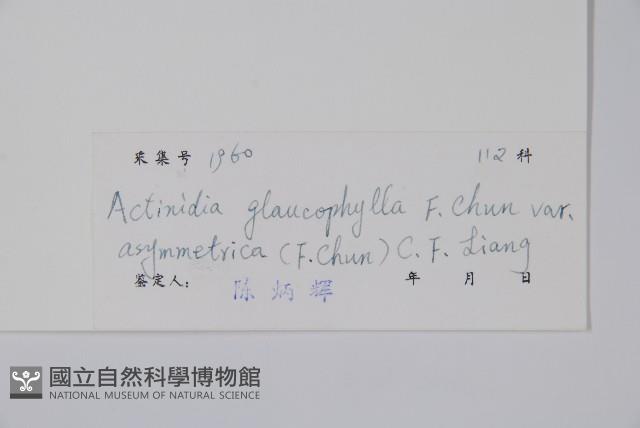 采集号 1960 112 科
Actinidia glaucophylla F. Chun var.
asymmetrica (F. Chun) C. F. Liang
鉴定人: 陈炳辉 年 月 日
國立自然科學博物館
NATIONAL MUSEUM OF NATURAL SCIENCE